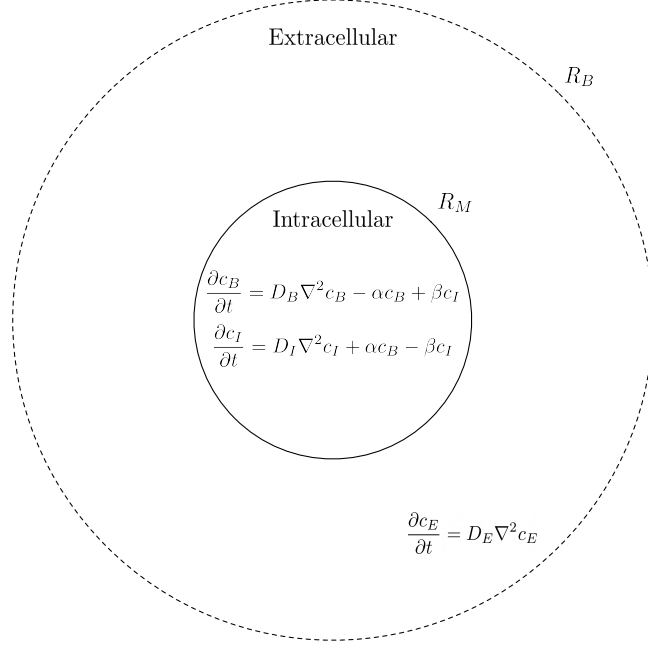 Extracellular
R_B
R_M
Intracellular
∂c_B/∂t = D_B∇²c_B − αc_B + βc_I
∂c_I/∂t = D_I∇²c_I + αc_B − βc_I
∂c_E/∂t = D_E∇²c_E